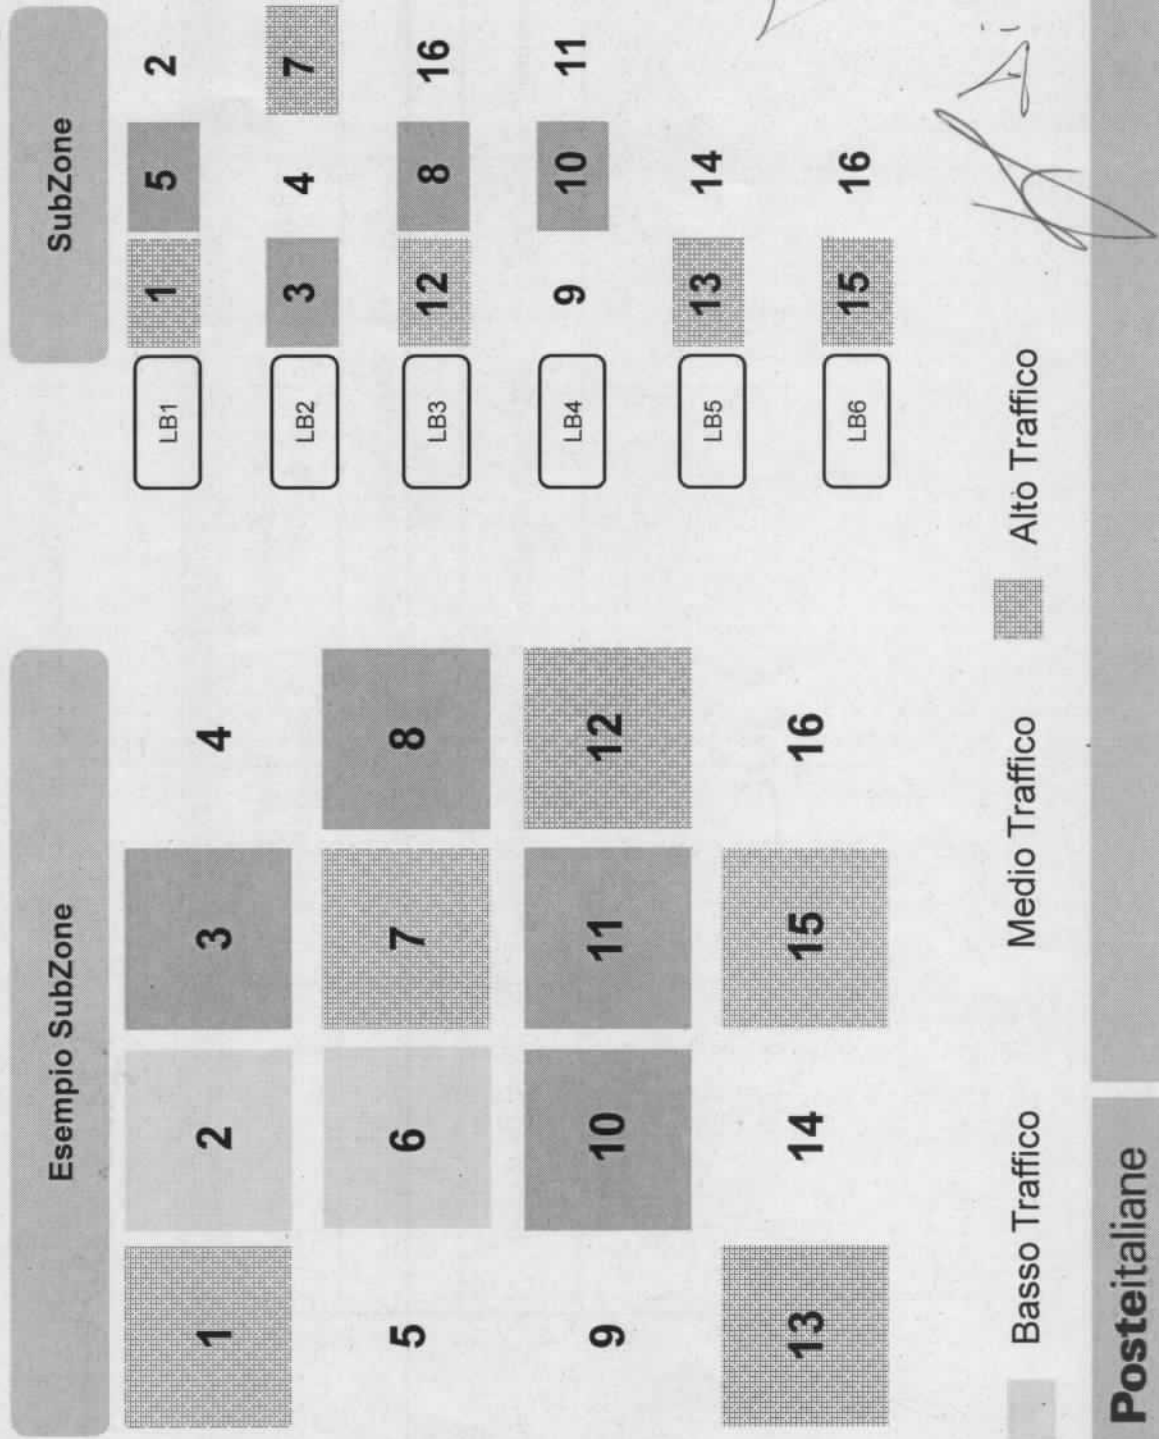 Esempio SubZone
SubZone
1 2 3 4
5 6 7 8
9 10 11 12
13 14 15 16
LB1 1 5 2
LB2 3 4 7
LB3 12 8 16
LB4 9 10 11
LB5 13 14
LB6 15 16
Basso Traffico
Medio Traffico
Alto Traffico
Posteitaliane